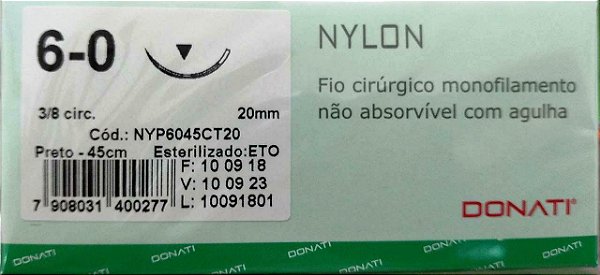 6-0
3/8 circ. 20mm
Cód.: NYP6045CT20
Preto - 45cm Esterilizado:ETO
F: 10 09 18
V: 10 09 23
7 908031 400277 L: 10091801
NYLON
Fio cirúrgico monofilamento
não absorvível com agulha
DONATI®
DONATI DONATI DONATI DONATI DONATI